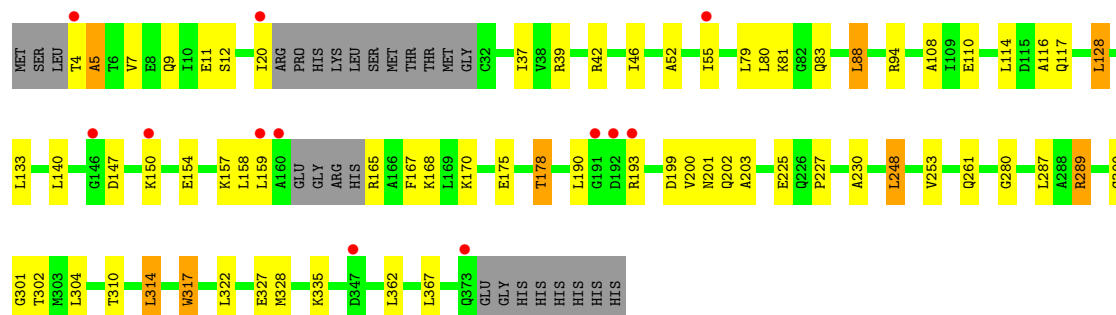 MET SER LEU T4 A5 T6 V7 E8 Q9 I10 E11 S12 I20 ARG PRO HIS LYS LEU SER MET THR THR MET GLY C32 I37 V38 R39 R42 I46 A52 I55 L79 L80 K81 G82 Q83 L88 R94 A108 I109 E110 L114 D115 A116 Q117 L128
L133 L140 G146 D147 K150 E154 K157 L158 L159 A160 GLU GLY ARG HIS R165 A166 F167 K168 L169 K170 E175 T178 L190 G191 D192 R193 D199 V200 N201 Q202 A203 E225 Q226 P227 A230 L248 V253 Q261 G280 L287 A288 R289
G301 T302 M303 L304 T310 L314 W317 L322 E327 M328 K335 D347 L362 L367 Q373 GLU GLY HIS HIS HIS HIS HIS HIS